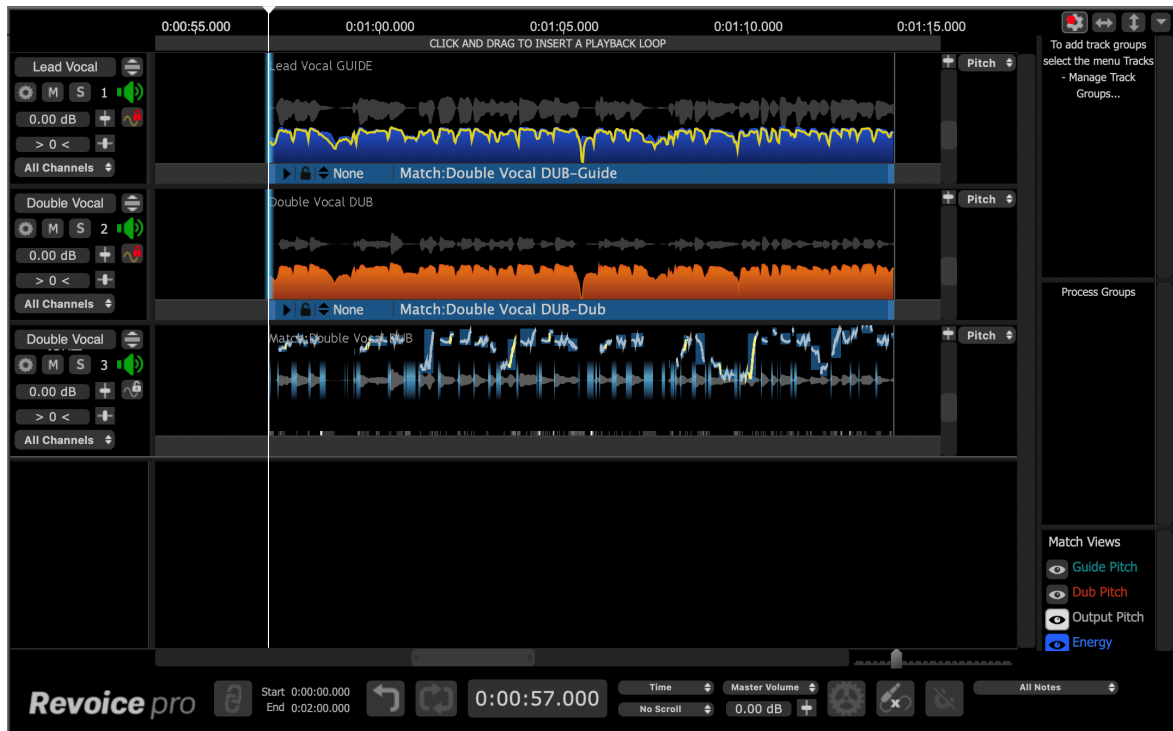 0:00:55.000 0:01:00.000 0:01:05.000 0:01:10.000 0:01:15.000
CLICK AND DRAG TO INSERT A PLAYBACK LOOP
To add track groups
select the menu Tracks
- Manage Track
Groups...
Lead Vocal
Lead Vocal GUIDE
Pitch
M S 1
0.00 dB
> 0 <
All Channels
None Match:Double Vocal DUB-Guide
Double Vocal
Double Vocal DUB
Pitch
M S 2
0.00 dB
> 0 <
All Channels
None Match:Double Vocal DUB-Dub
Process Groups
Double Vocal
Match:Double Vocal DUB
Pitch
M S 3
0.00 dB
> 0 <
All Channels
Match Views
Guide Pitch
Dub Pitch
Output Pitch
Energy
Revoice pro
Start 0:00:00.000
End 0:02:00.000
0:00:57.000
Time
No Scroll
Master Volume
0.00 dB
All Notes